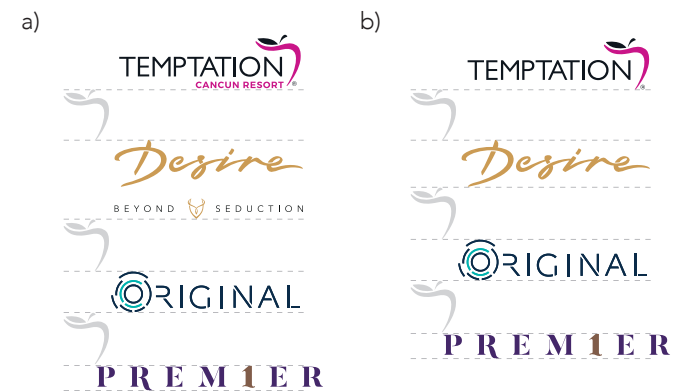 a)
TEMPTATION
CANCUN RESORT ®
Desire
BEYOND SEDUCTION
ORIGINAL
PREM1ER
b)
TEMPTATION ®
Desire
ORIGINAL
PREM1ER